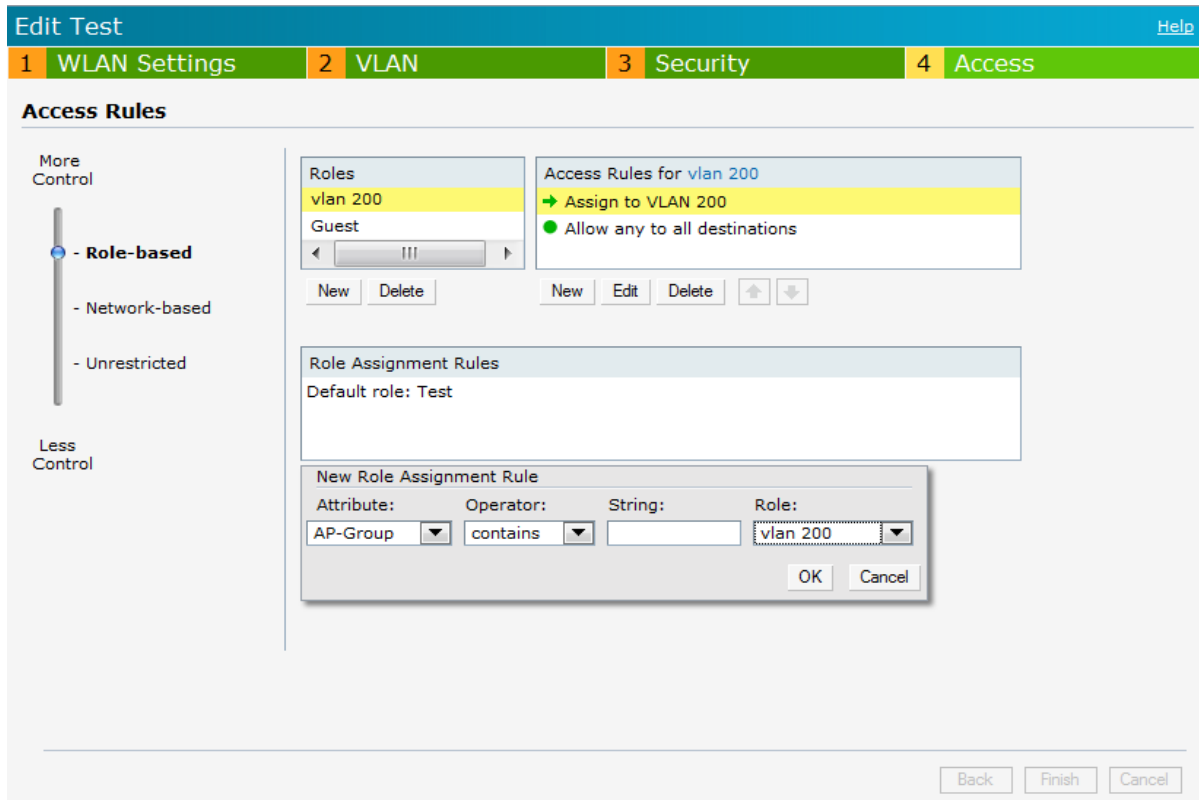 Edit Test
Help
1 WLAN Settings
2 VLAN
3 Security
4 Access
Access Rules
More
Control
- Role-based
- Network-based
- Unrestricted
Less
Control
Roles
vlan 200
Guest
New Delete
Access Rules for vlan 200
Assign to VLAN 200
Allow any to all destinations
New Edit Delete
Role Assignment Rules
Default role: Test
New Role Assignment Rule
Attribute: Operator: String: Role:
AP-Group contains vlan 200
OK Cancel
Back Finish Cancel